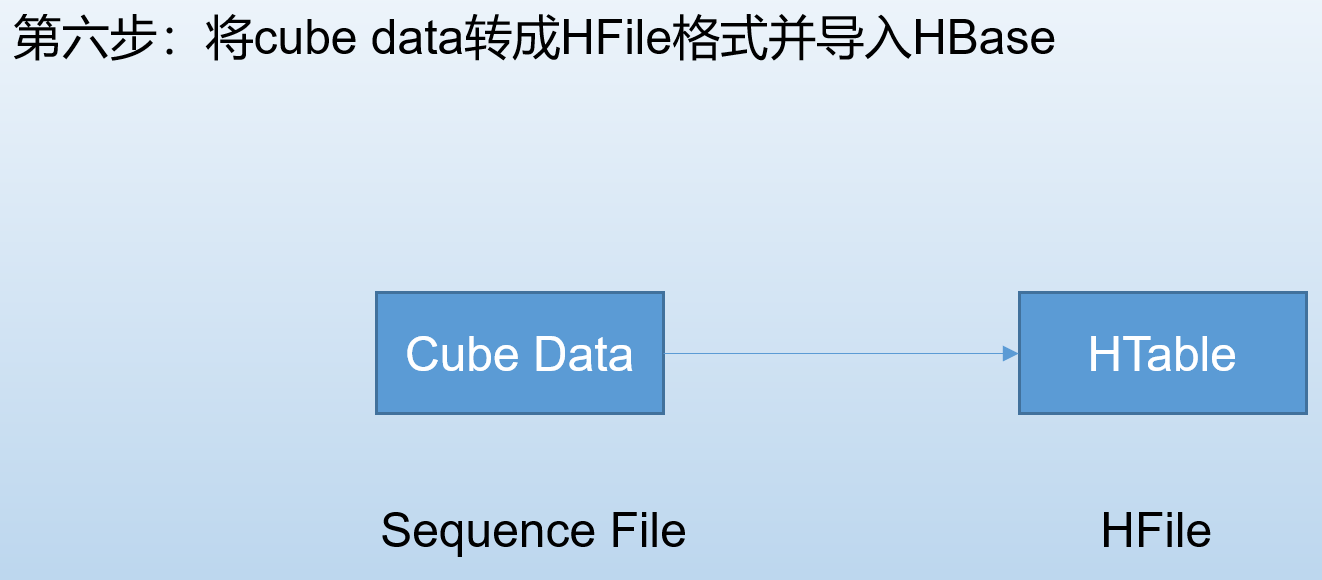 第六步：将cube data转成HFile格式并导入HBase
Cube Data
HTable
Sequence File
HFile